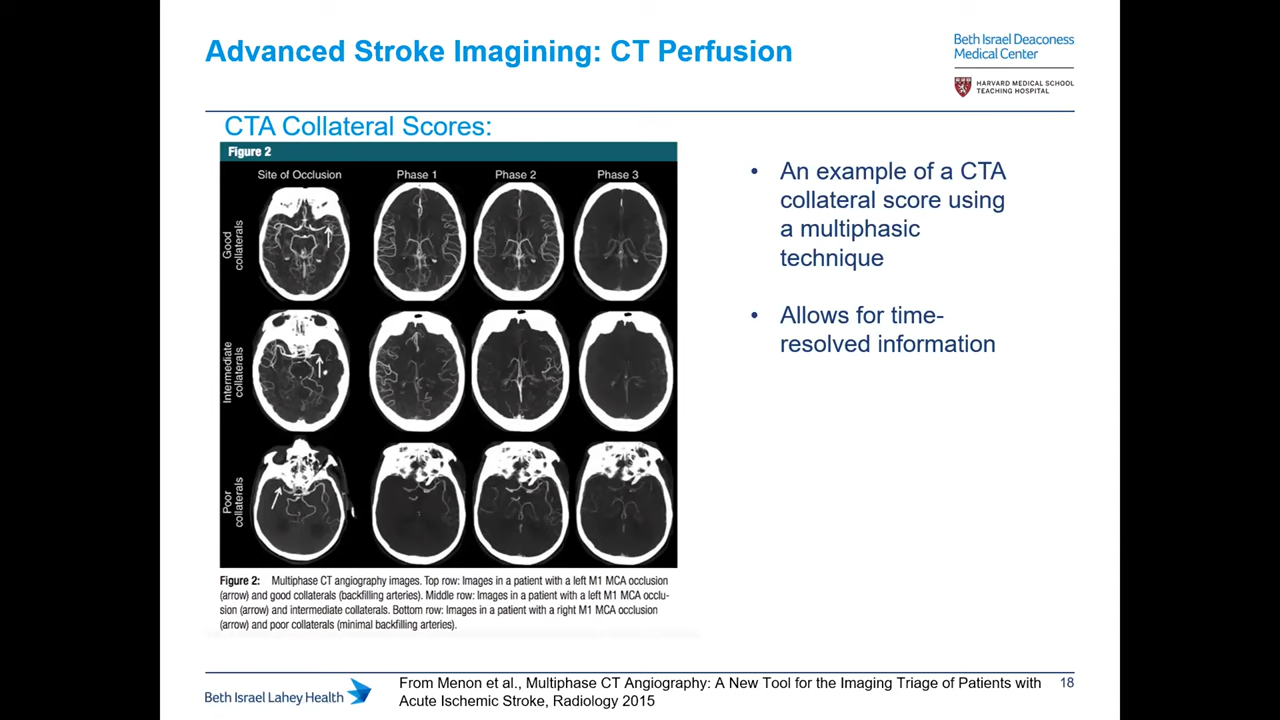 Advanced Stroke Imagining: CT Perfusion
Beth Israel Deaconess
Medical Center
HARVARD MEDICAL SCHOOL
TEACHING HOSPITAL
CTA Collateral Scores:
Figure 2
Site of Occlusion Phase 1 Phase 2 Phase 3
Good
collaterals
Intermediate
collaterals
Poor
collaterals
Figure 2: Multiphase CT angiography images. Top row: Images in a patient with a left M1 MCA occlusion
(arrow) and good collaterals (backfilling arteries). Middle row: Images in a patient with a left M1 MCA occlu-
sion (arrow) and intermediate collaterals. Bottom row: Images in a patient with a right M1 MCA occlusion
(arrow) and poor collaterals (minimal backfilling arteries).
• An example of a CTA
collateral score using
a multiphasic
technique
• Allows for time-
resolved information
Beth Israel Lahey Health
From Menon et al., Multiphase CT Angiography: A New Tool for the Imaging Triage of Patients with
Acute Ischemic Stroke, Radiology 2015
18